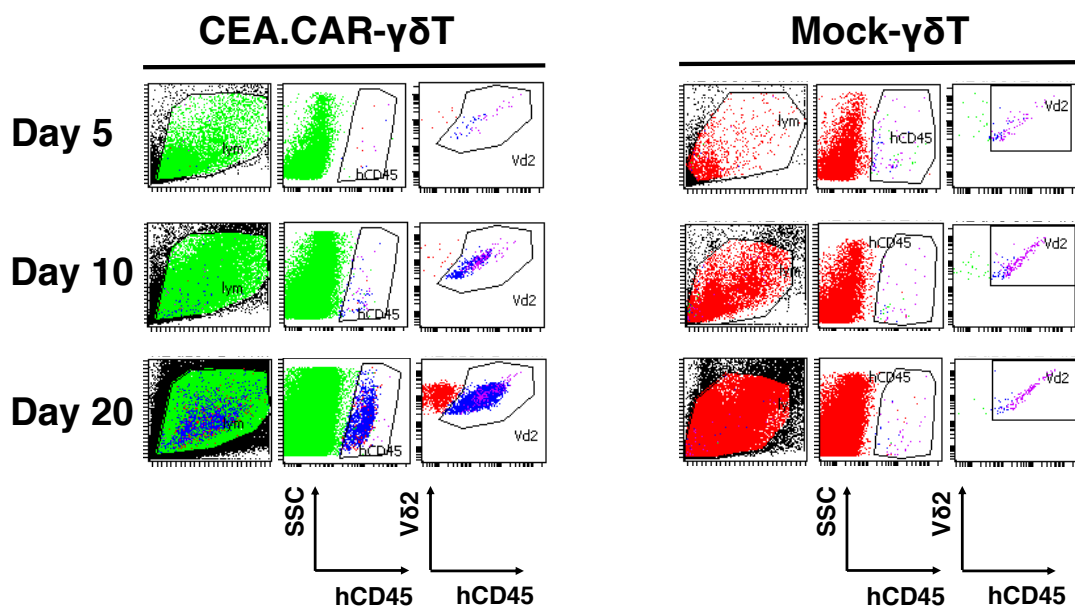 CEA.CAR-γδT
Mock-γδT
Day 5
lym
hCD45
Vd2
lym
hCD45
Vd2
Day 10
lym
hCD45
Vd2
hCD45
Vd2
Day 20
lym
hCD45
Vd2
hCD45
Vd2
SSC
Vδ2
SSC
Vδ2
hCD45
hCD45
hCD45
hCD45